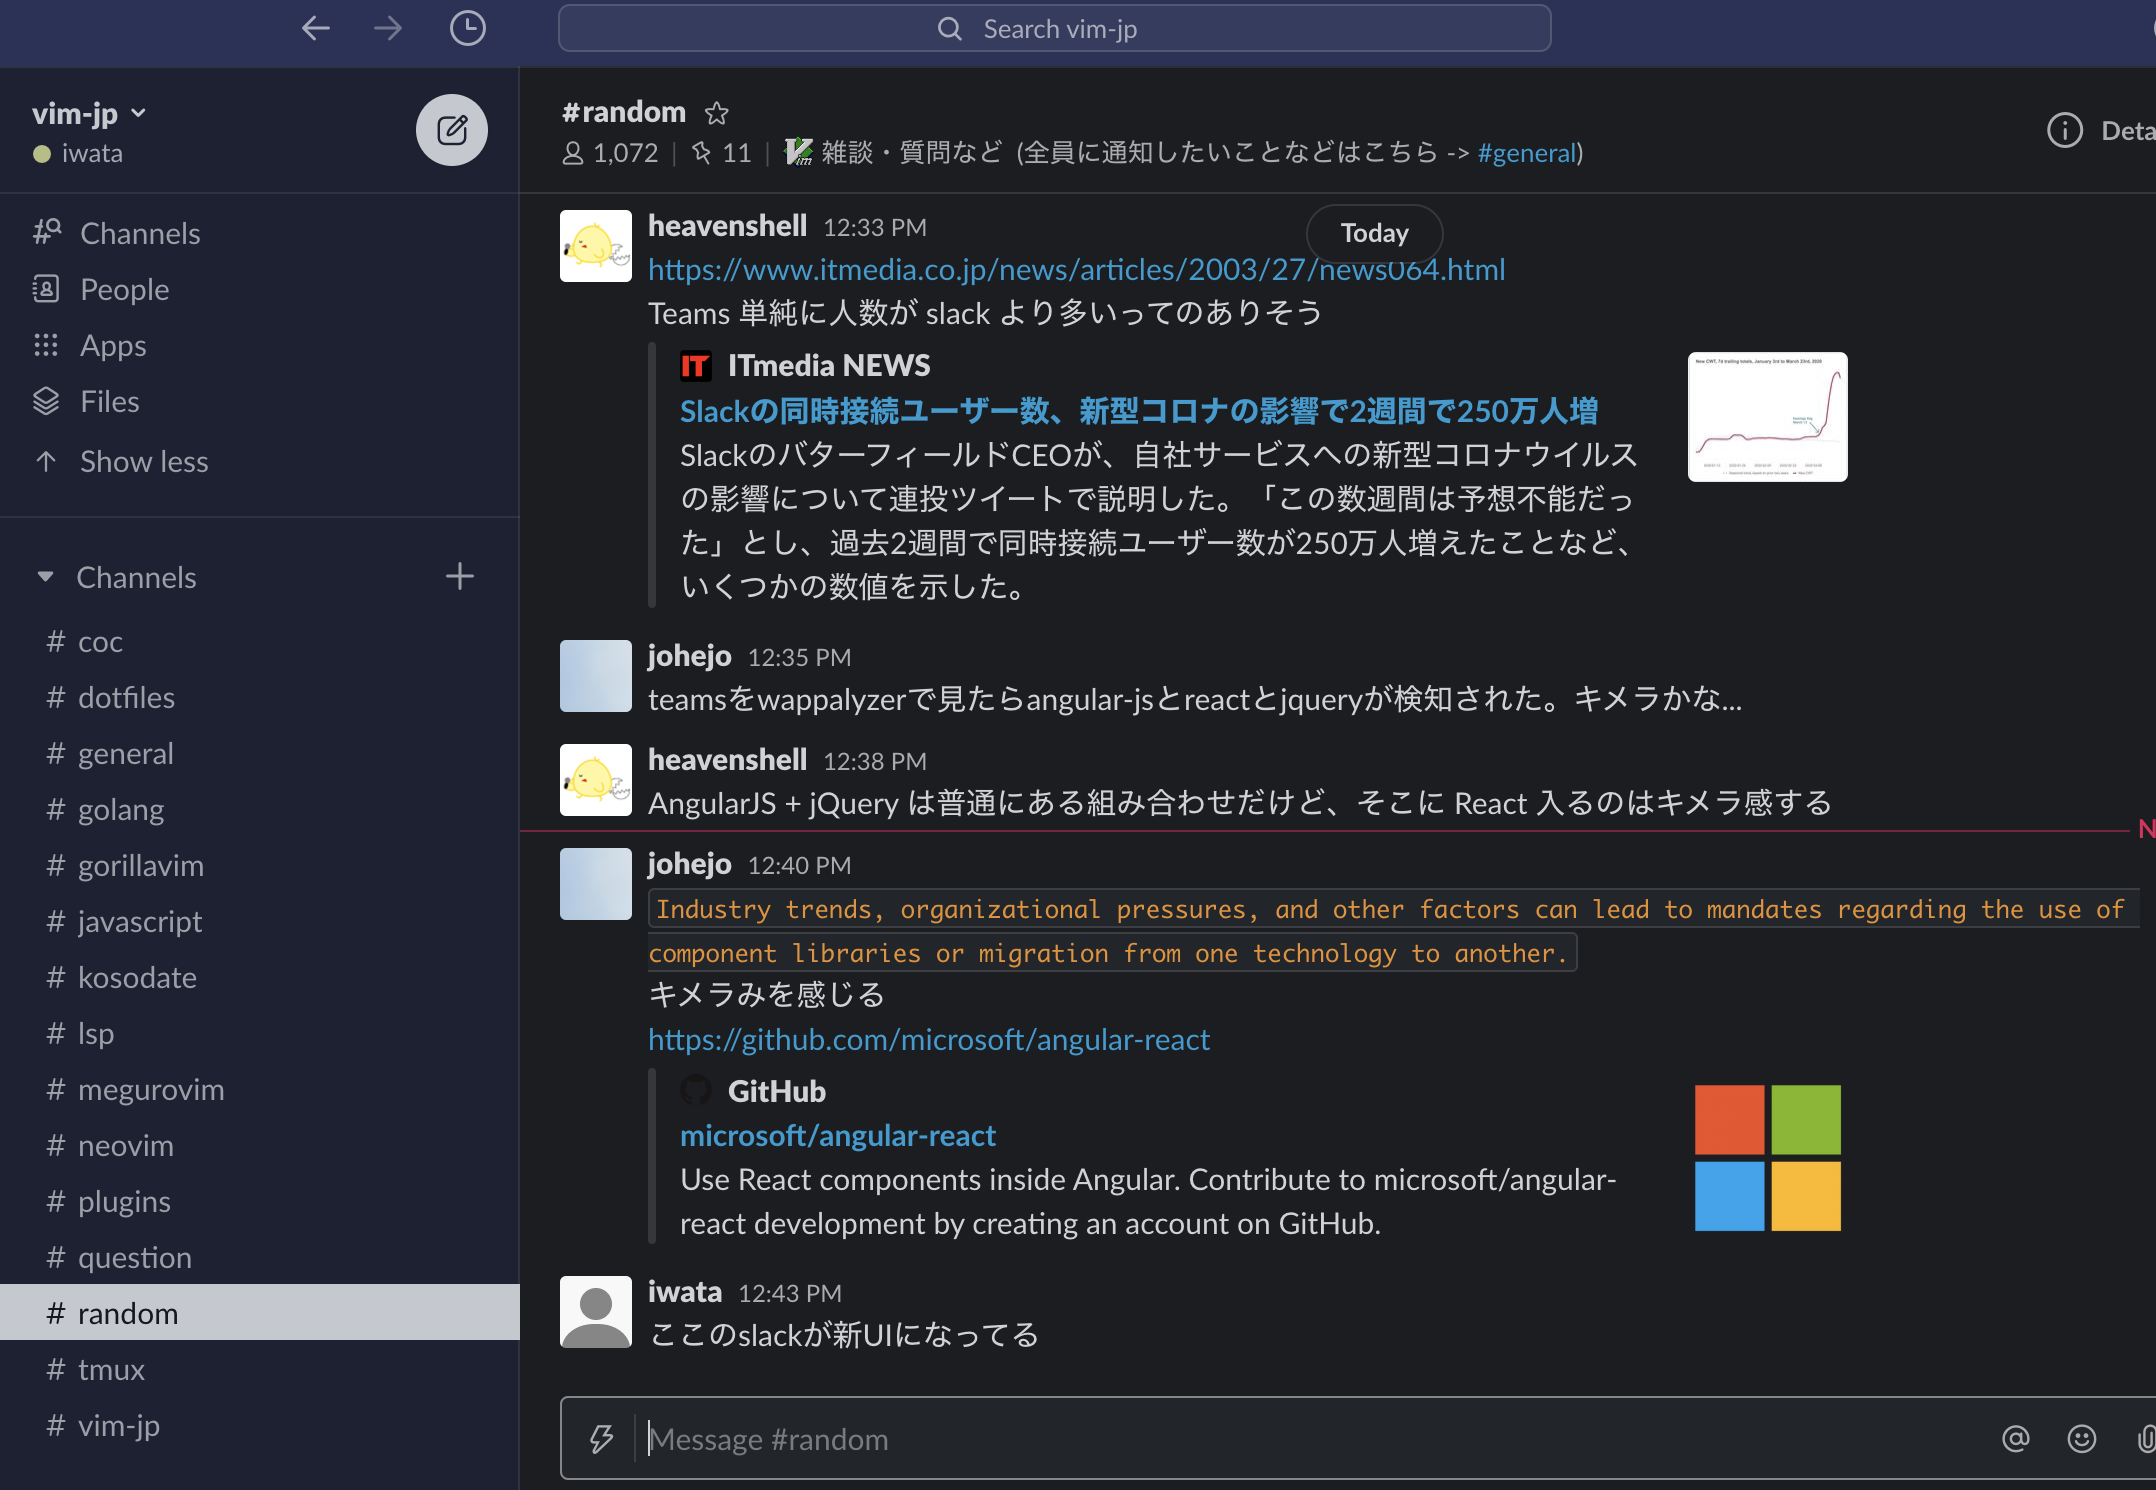 Search vim-jp
vim-jp
iwata
Channels
People
Apps
Files
Show less
Channels
# coc
# dotfiles
# general
# golang
# gorillavim
# javascript
# kosodate
# lsp
# megurovim
# neovim
# plugins
# question
# random
# tmux
# vim-jp
#random
1,072 | 11 | 雑談・質問など (全員に通知したいことなどはこちら -> #general)
Deta
Today
heavenshell 12:33 PM
https://www.itmedia.co.jp/news/articles/2003/27/news064.html
Teams 単純に人数が slack より多いってのありそう
IT ITmedia NEWS
Slackの同時接続ユーザー数、新型コロナの影響で2週間で250万人増
SlackのバターフィールドCEOが、自社サービスへの新型コロナウイルス
の影響について連投ツイートで説明した。「この数週間は予想不能だっ
た」とし、過去2週間で同時接続ユーザー数が250万人増えたことなど、
いくつかの数値を示した。
New CWT, 7d trailing totals, January 3rd to March 23rd, 2020
johejo 12:35 PM
teamsをwappalyzerで見たらangular-jsとreactとjqueryが検知された。キメラかな...
heavenshell 12:38 PM
AngularJS + jQuery は普通にある組み合わせだけど、そこに React 入るのはキメラ感する
N
johejo 12:40 PM
Industry trends, organizational pressures, and other factors can lead to mandates regarding the use of
component libraries or migration from one technology to another.
キメラみを感じる
https://github.com/microsoft/angular-react
GitHub
microsoft/angular-react
Use React components inside Angular. Contribute to microsoft/angular-
react development by creating an account on GitHub.
iwata 12:43 PM
ここのslackが新UIになってる
Message #random